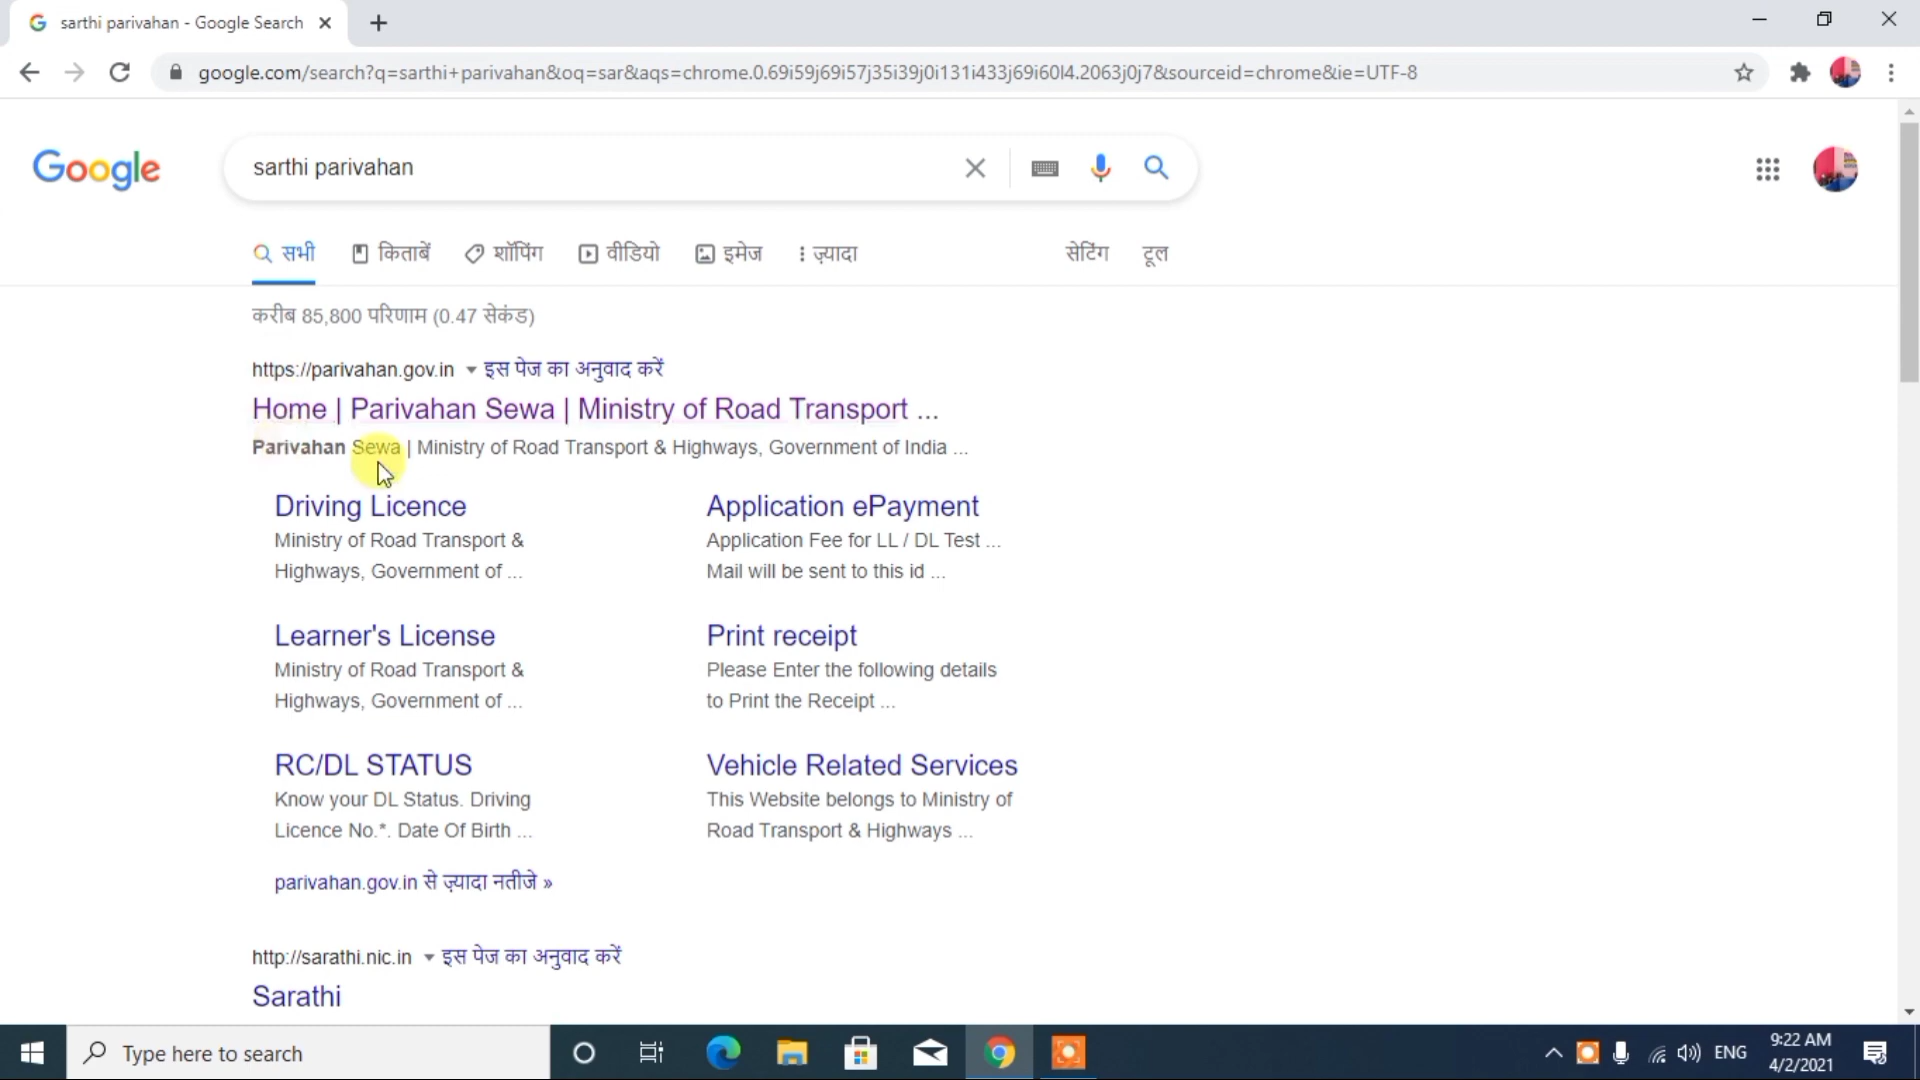 sarthi parivahan - Google Search
google.com/search?q=sarthi+parivahan&oq=sar&aqs=chrome.0.69i59j69i57j35i39j0i131i433j69i60l4.2063j0j7&sourceid=chrome&ie=UTF-8
Google
sarthi parivahan
सभी किताबें शॉपिंग वीडियो इमेज ज़्यादा सेटिंग टूल
करीब 85,800 परिणाम (0.47 सेकंड)
https://parivahan.gov.in इस पेज का अनुवाद करें
Home | Parivahan Sewa | Ministry of Road Transport ...
Parivahan Sewa | Ministry of Road Transport & Highways, Government of India ...
Driving Licence
Ministry of Road Transport &
Highways, Government of ...
Application ePayment
Application Fee for LL / DL Test ...
Mail will be sent to this id ...
Learner's License
Ministry of Road Transport &
Highways, Government of ...
Print receipt
Please Enter the following details
to Print the Receipt ...
RC/DL STATUS
Know your DL Status. Driving
Licence No.*. Date Of Birth ...
Vehicle Related Services
This Website belongs to Ministry of
Road Transport & Highways ...
parivahan.gov.in से ज़्यादा नतीजे »
http://sarathi.nic.in इस पेज का अनुवाद करें
Sarathi
Type here to search
ENG
9:22 AM
4/2/2021